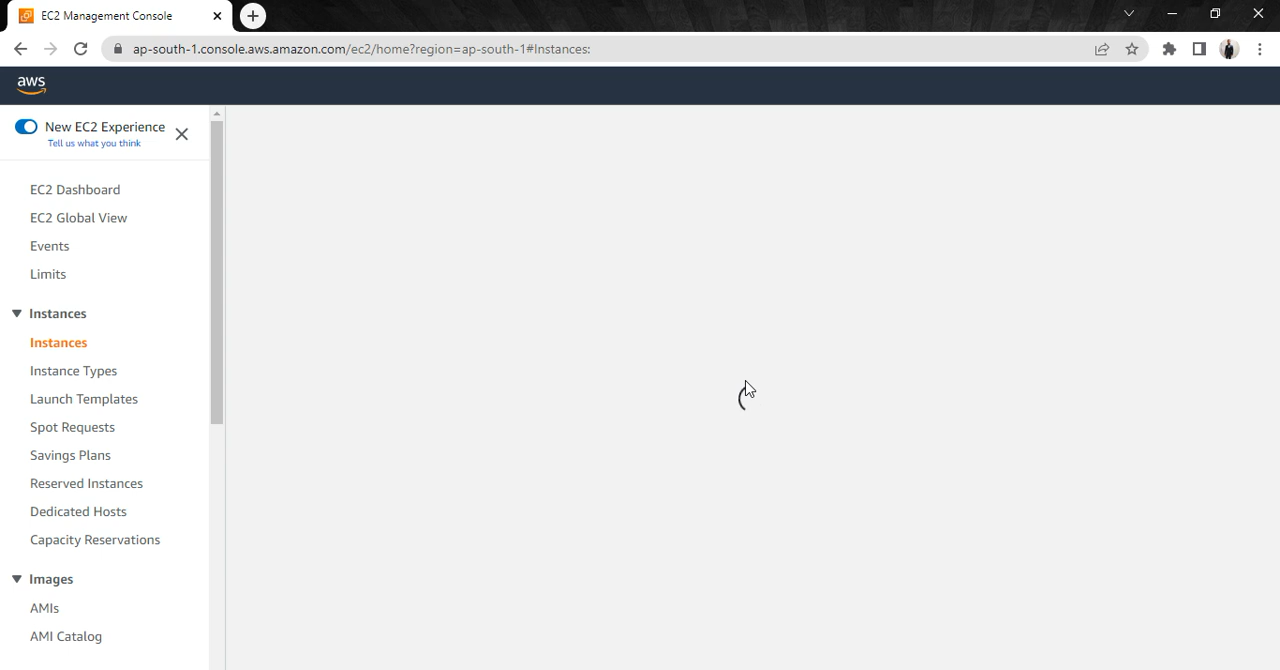 EC2 Management Console
ap-south-1.console.aws.amazon.com/ec2/home?region=ap-south-1#Instances:
aws
New EC2 Experience
Tell us what you think
EC2 Dashboard
EC2 Global View
Events
Limits
Instances
Instances
Instance Types
Launch Templates
Spot Requests
Savings Plans
Reserved Instances
Dedicated Hosts
Capacity Reservations
Images
AMIs
AMI Catalog